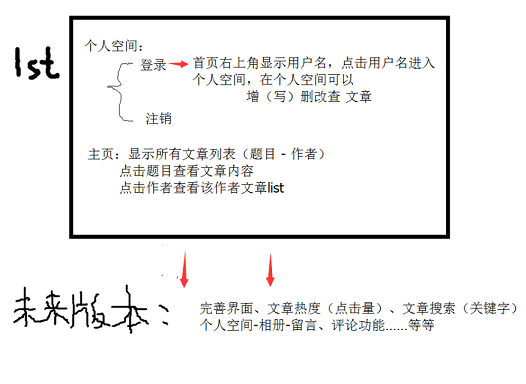 1st
个人空间：
登录
首页右上角显示用户名，点击用户名进入
个人空间，在个人空间可以
增（写）删改查 文章
注销
主页：显示所有文章列表（题目 - 作者）
点击题目查看文章内容
点击作者查看该作者文章list
未来版本：
完善界面、文章热度（点击量）、文章搜索（关键字）
个人空间-相册-留言、评论功能......等等